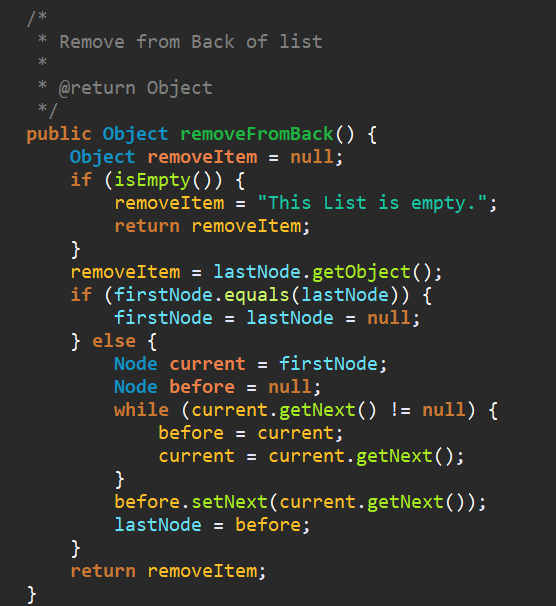 /*
 * Remove from Back of list
 *
 * @return Object
 */
public Object removeFromBack() {
    Object removeItem = null;
    if (isEmpty()) {
        removeItem = "This List is empty.";
        return removeItem;
    }
    removeItem = lastNode.getObject();
    if (firstNode.equals(lastNode)) {
        firstNode = lastNode = null;
    } else {
        Node current = firstNode;
        Node before = null;
        while (current.getNext() != null) {
            before = current;
            current = current.getNext();
        }
        before.setNext(current.getNext());
        lastNode = before;
    }
    return removeItem;
}